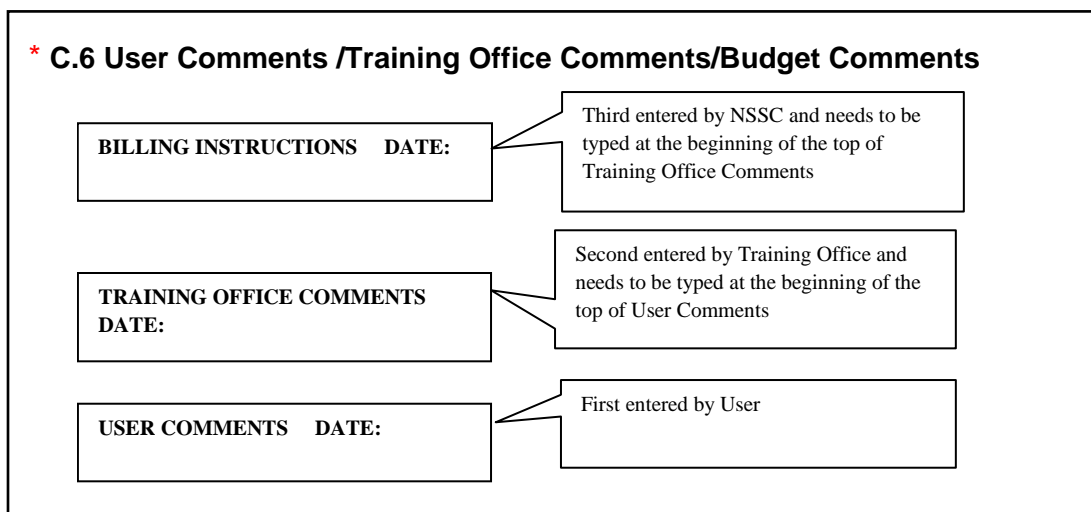 * C.6 User Comments /Training Office Comments/Budget Comments
BILLING INSTRUCTIONS DATE:
Third entered by NSSC and needs to be
typed at the beginning of the top of
Training Office Comments
TRAINING OFFICE COMMENTS
DATE:
Second entered by Training Office and
needs to be typed at the beginning of the
top of User Comments
USER COMMENTS DATE:
First entered by User